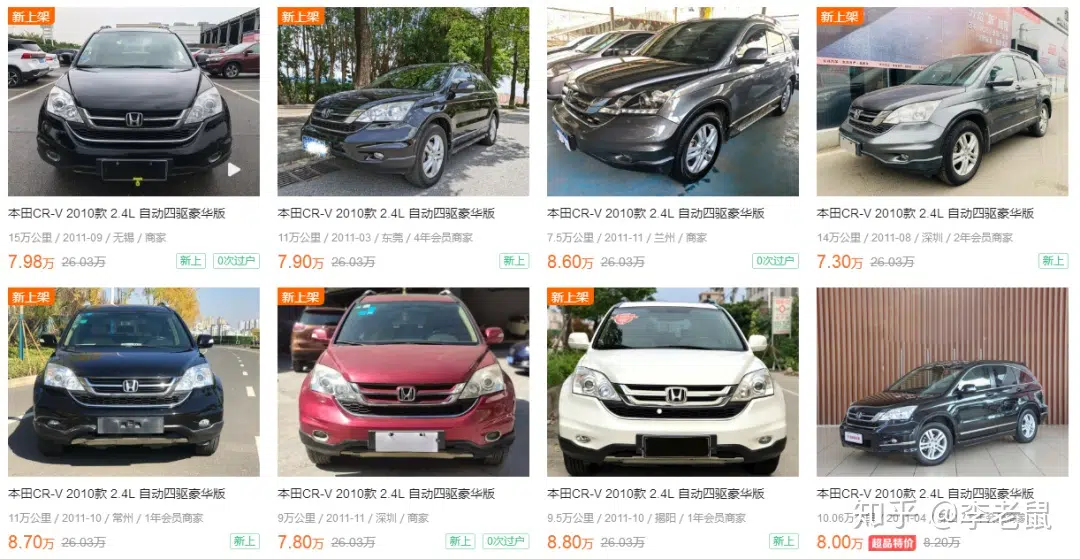 新上架
新上架
新上架
本田CR-V 2010款 2.4L 自动四驱豪华版
15万公里 / 2011-09 / 无锡 / 商家
7.98万 26.03万 新上 0次过户
本田CR-V 2010款 2.4L 自动四驱豪华版
11万公里 / 2011-03 / 东莞 / 4年会员商家
7.90万 26.03万 新上
本田CR-V 2010款 2.4L 自动四驱豪华版
7.5万公里 / 2011-11 / 兰州 / 商家
8.60万 26.03万 0次过户
本田CR-V 2010款 2.4L 自动四驱豪华版
14万公里 / 2011-08 / 深圳 / 2年会员商家
7.30万 26.03万 新上
新上架
新上架
新上架
本田CR-V 2010款 2.4L 自动四驱豪华版
11万公里 / 2011-10 / 常州 / 1年会员商家
8.70万 26.03万 新上
本田CR-V 2010款 2.4L 自动四驱豪华版
9万公里 / 2011-11 / 深圳 / 商家
7.80万 26.03万 新上 0次过户
本田CR-V 2010款 2.4L 自动四驱豪华版
9.5万公里 / 2011-10 / 揭阳 / 1年会员商家
8.80万 26.03万 新上
本田CR-V 2010款 2.4L 自动四驱豪华版
10.06万
8.00万 超品特价 8.20万
知乎 @李老鼠